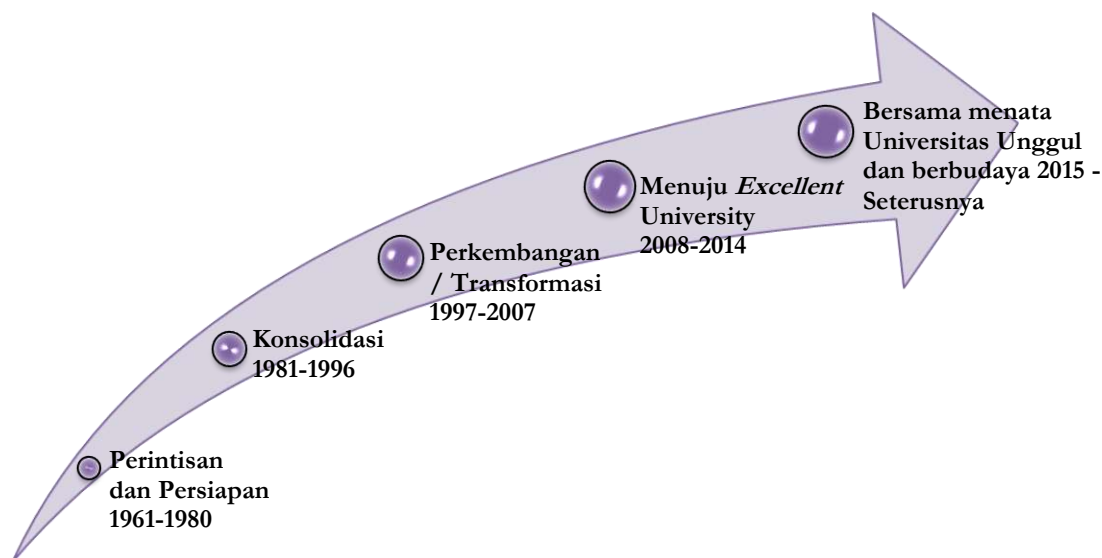 Bersama menata
Universitas Unggul
dan berbudaya 2015 -
Seterusnya
Menuju Excellent
University
2008-2014
Perkembangan
/ Transformasi
1997-2007
Konsolidasi
1981-1996
Perintisan
dan Persiapan
1961-1980